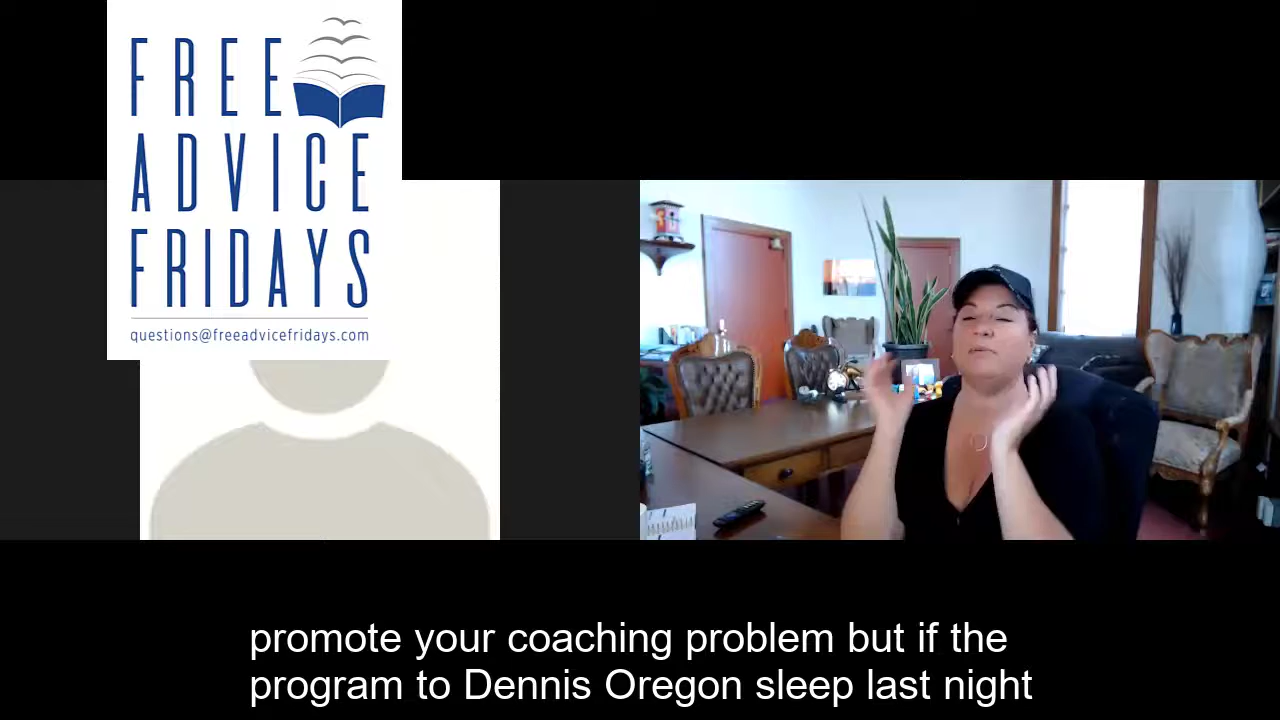 FREE
ADVICE
FRIDAYS
questions@freeadvicefridays.com
promote your coaching problem but if the
program to Dennis Oregon sleep last night